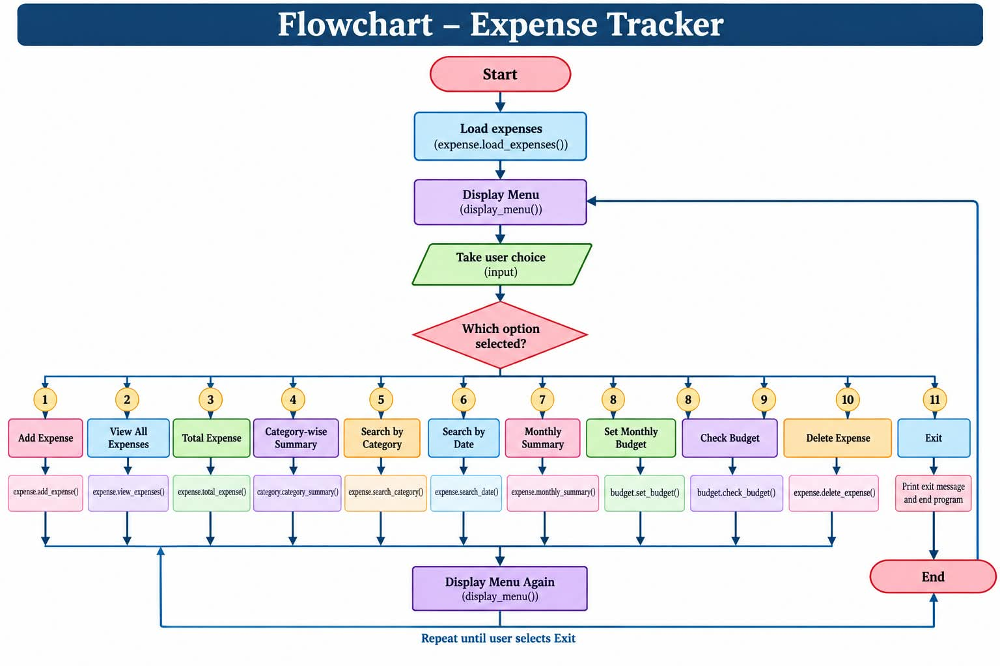 Flowchart – Expense Tracker
Start
Load expenses
(expense.load_expenses())
Display Menu
(display_menu())
Take user choice
(input)
Which option
selected?
1
2
3
4
5
6
7
8
8
9
10
11
Add Expense
View All
Expenses
Total Expense
Category-wise
Summary
Search by
Category
Search by
Date
Monthly
Summary
Set Monthly
Budget
Check Budget
Delete Expense
Exit
expense.add_expense()
expense.view_expenses()
expense.total_expense()
category.category_summary()
expense.search_category()
expense.search_date()
expense.monthly_summary()
budget.set_budget()
budget.check_budget()
expense.delete_expense()
Print exit message
and end program
Display Menu Again
(display_menu())
End
Repeat until user selects Exit